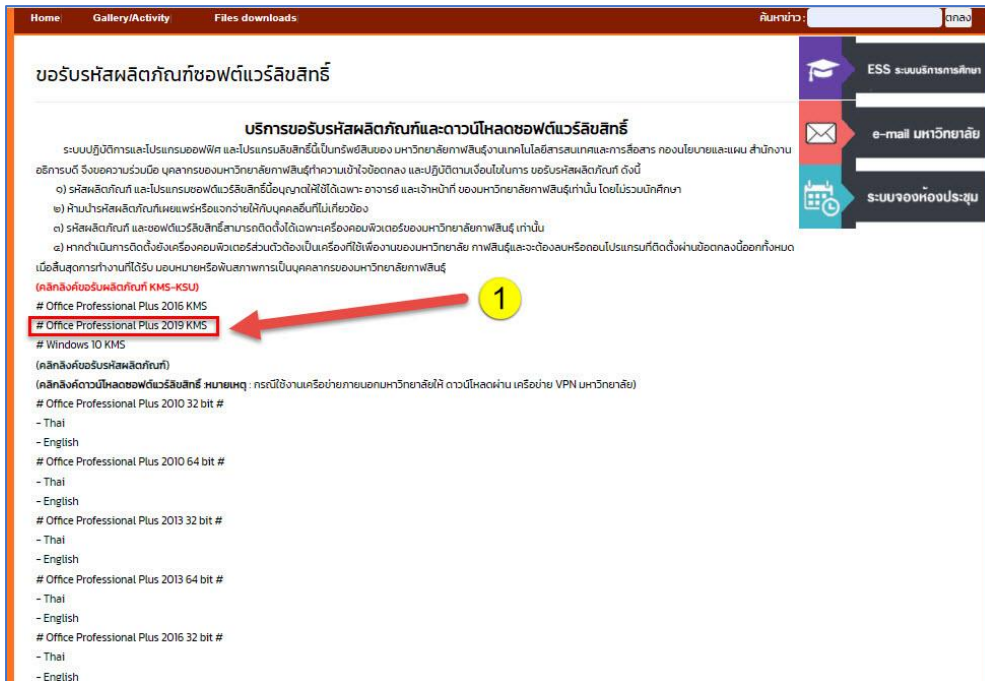 Home
Gallery/Activity
Files downloads
ค้นหาข่าว :
ตกลง
ขอรับรหัสผลิตภัณฑ์ซอฟต์แวร์ลิขสิทธิ์
ESS ระบบบริการการศึกษา
e-mail มหาวิทยาลัย
ระบบจองห้องประชุม
บริการขอรับรหัสผลิตภัณฑ์และดาวน์โหลดซอฟต์แวร์ลิขสิทธิ์
ระบบปฏิบัติการและโปรแกรมออฟฟิศ และโปรแกรมลิขสิทธิ์นี้เป็นทรัพย์สินของ มหาวิทยาลัยกาฬสินธุ์งานเทคโนโลยีสารสนเทศและการสื่อสาร กองนโยบายและแผน สำนักงาน
อธิการบดี จึงขอความร่วมมือ บุคลากรของมหาวิทยาลัยกาฬสินธุ์ทำความเข้าใจข้อตกลง และปฏิบัติตามเงื่อนไขในการ ขอรับรหัสผลิตภัณฑ์ ดังนี้
๑) รหัสผลิตภัณฑ์ และโปรแกรมซอฟต์แวร์ลิขสิทธิ์นี้อนุญาตให้ใช้ได้เฉพาะ อาจารย์ และเจ้าหน้าที่ ของมหาวิทยาลัยกาฬสินธุ์เท่านั้น โดยไม่รวมนักศึกษา
๒) ห้ามนำรหัสผลิตภัณฑ์เผยแพร่หรือแจกจ่ายให้กับบุคคลอื่นที่ไม่เกี่ยวข้อง
๓) รหัสผลิตภัณฑ์ และซอฟต์แวร์ลิขสิทธิ์สามารถติดตั้งได้เฉพาะเครื่องคอมพิวเตอร์ของมหาวิทยาลัยกาฬสินธุ์ เท่านั้น
๔) หากดำเนินการติดตั้งยังเครื่องคอมพิวเตอร์ส่วนตัวต้องเป็นเครื่องที่ใช้เพื่องานของมหาวิทยาลัย กาฬสินธุ์และจะต้องลบหรือถอนโปรแกรมที่ติดตั้งผ่านข้อตกลงนี้ออกทั้งหมด
เมื่อสิ้นสุดการทำงานที่ได้รับ มอบหมายหรือพ้นสภาพการเป็นบุคคลากรของมหาวิทยาลัยกาฬสินธุ์
(คลิกลิงค์ขอรับผลิตภัณฑ์ KMS-KSU)
# Office Professional Plus 2016 KMS
# Office Professional Plus 2019 KMS
1
# Windows 10 KMS
(คลิกลิงค์ขอรับรหัสผลิตภัณฑ์)
(คลิกลิงค์ดาวน์โหลดซอฟต์แวร์ลิขสิทธิ์ :หมายเหตุ : กรณีใช้งานเครือข่ายภายนอกมหาวิทยาลัยให้ ดาวน์โหลดผ่าน เครือข่าย VPN มหาวิทยาลัย)
# Office Professional Plus 2010 32 bit #
- Thai
- English
# Office Professional Plus 2010 64 bit #
- Thai
- English
# Office Professional Plus 2013 32 bit #
- Thai
- English
# Office Professional Plus 2013 64 bit #
- Thai
- English
# Office Professional Plus 2016 32 bit #
- Thai
- English